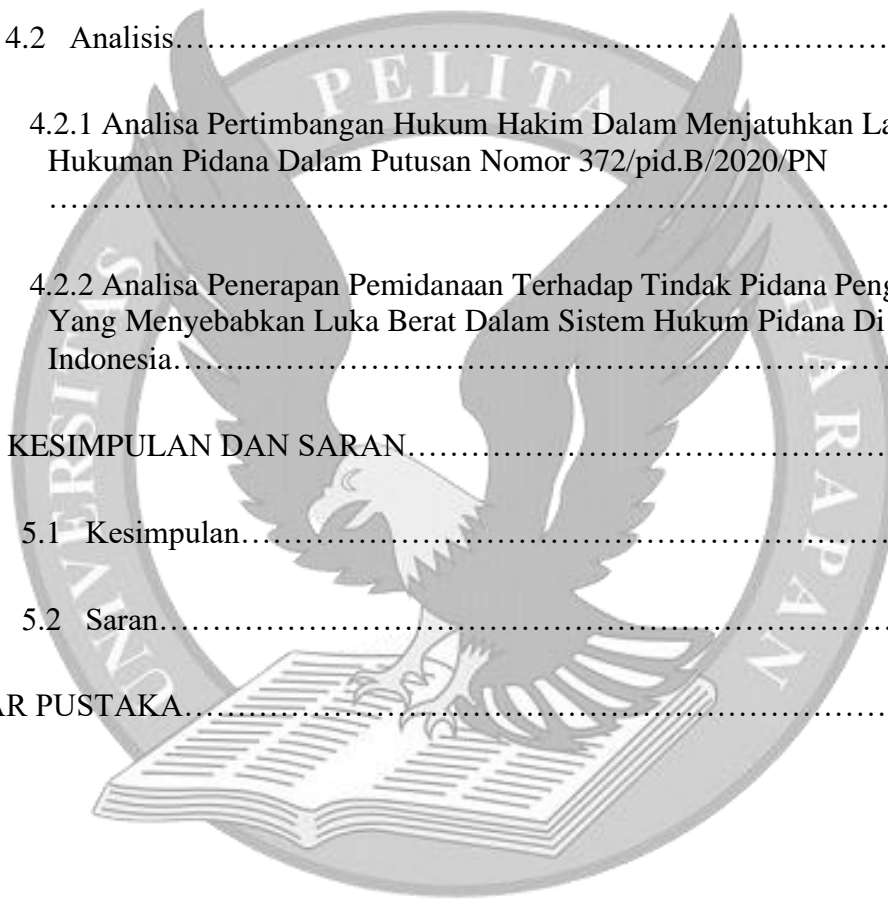 4.2 Analisis……………………………………………………………………
4.2.1 Analisa Pertimbangan Hukum Hakim Dalam Menjatuhkan
Hukuman Pidana Dalam Putusan Nomor 372/pid.B/2020/PN
……………………………………………………………………………
4.2.2 Analisa Penerapan Pemidanaan Terhadap Tindak Pidana
Yang Menyebabkan Luka Berat Dalam Sistem Hukum Pidana Di
Indonesia……..……………………………………………………………
KESIMPULAN DAN SARAN……………………………………………
5.1 Kesimpulan………………………………………………………………
5.2 Saran………………………………………………………………………
PUSTAKA……………………………………………………………………
UNIVERSITAS PELITA HARAPAN